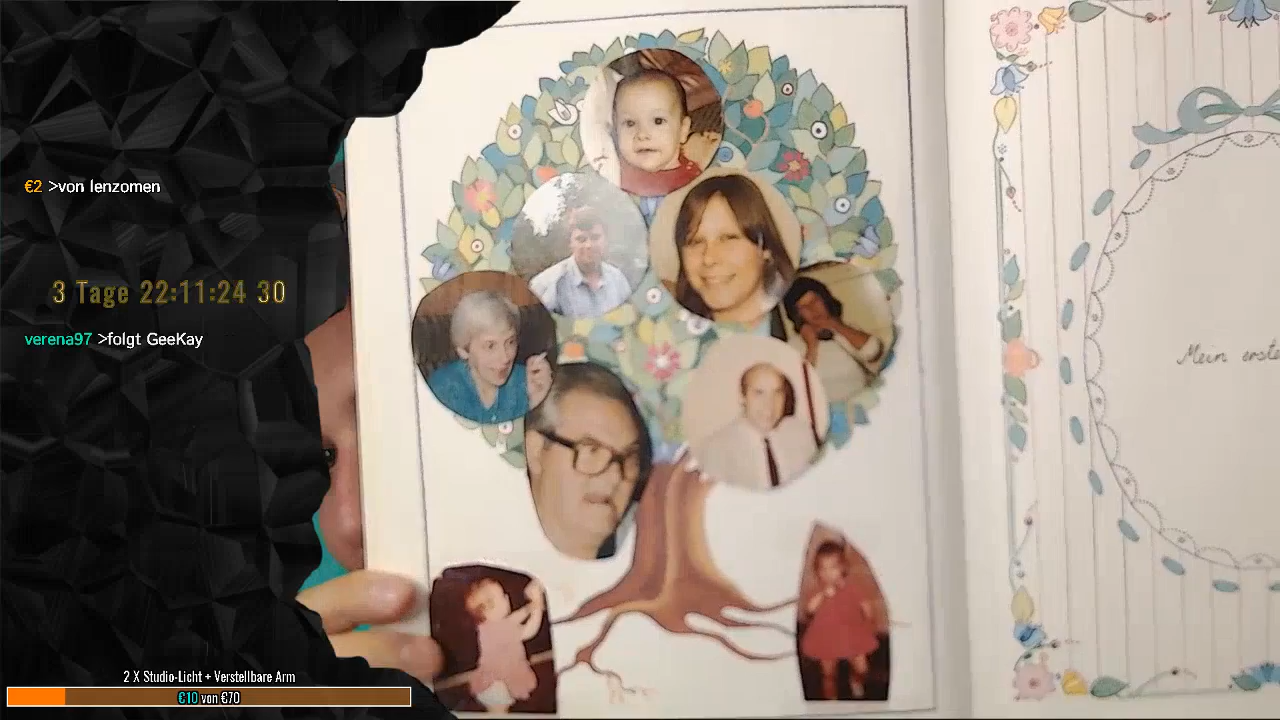 €2 >von lenzomen
3 Tage 22:11:24 30
verena97 >folgt GeeKay
2 X Studio-Licht + Verstellbare Arm
€10 von €70
Mein erste